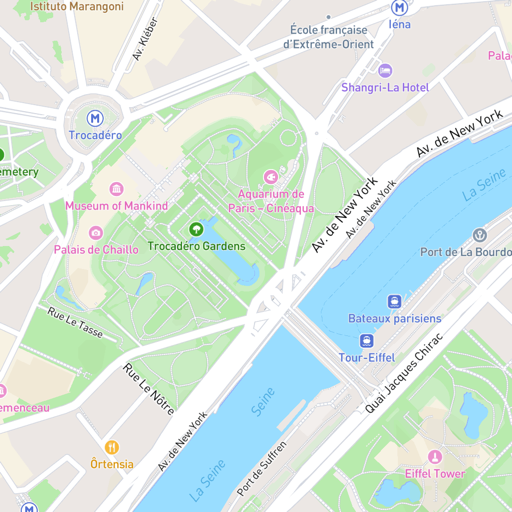 Istituto Marangoni
Av. Kléber
École française
d'Extrême-Orient
Iéna
Shangri-La Hotel
Trocadéro
Av. de New York
La Seine
Aquarium de
Paris – Cinéaqua
Museum of Mankind
Palais de Chaillo
Trocadéro Gardens
Av. de New York
Av. de New York
Port de La Bourdo
Bateaux parisiens
Tour-Eiffel
Rue Le Tasse
Quai Jacques Chirac
Rue Le Nôtre
emenceau
Seine
Av. de New York
Örtensia
La Seine
Port de Suffren
Eiffel Tower
Palag
emetery